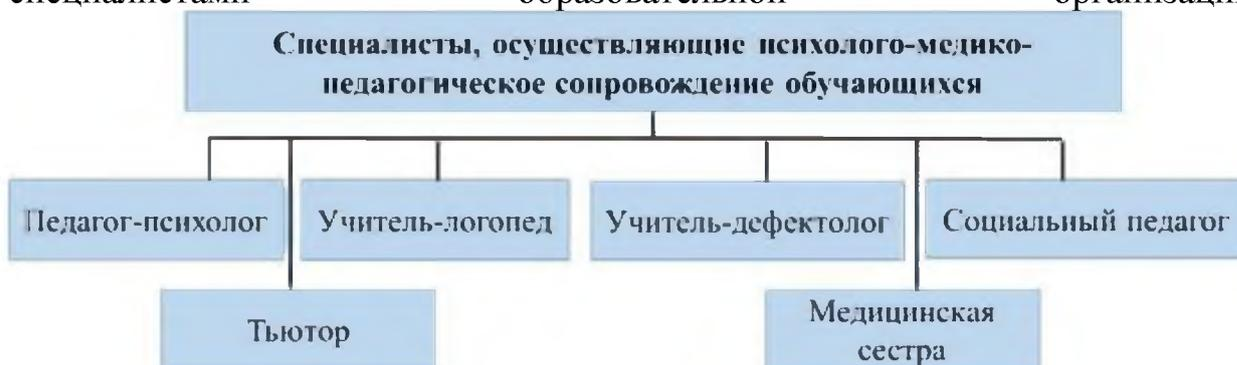 специалистами образовательной организации
Специалисты, осуществляющие психолого-медико-
педагогическое сопровождение обучающихся
Педагог-психолог
Учитель-логопед
Учитель-дефектолог
Социальный педагог
Тьютор
Медицинская
сестра